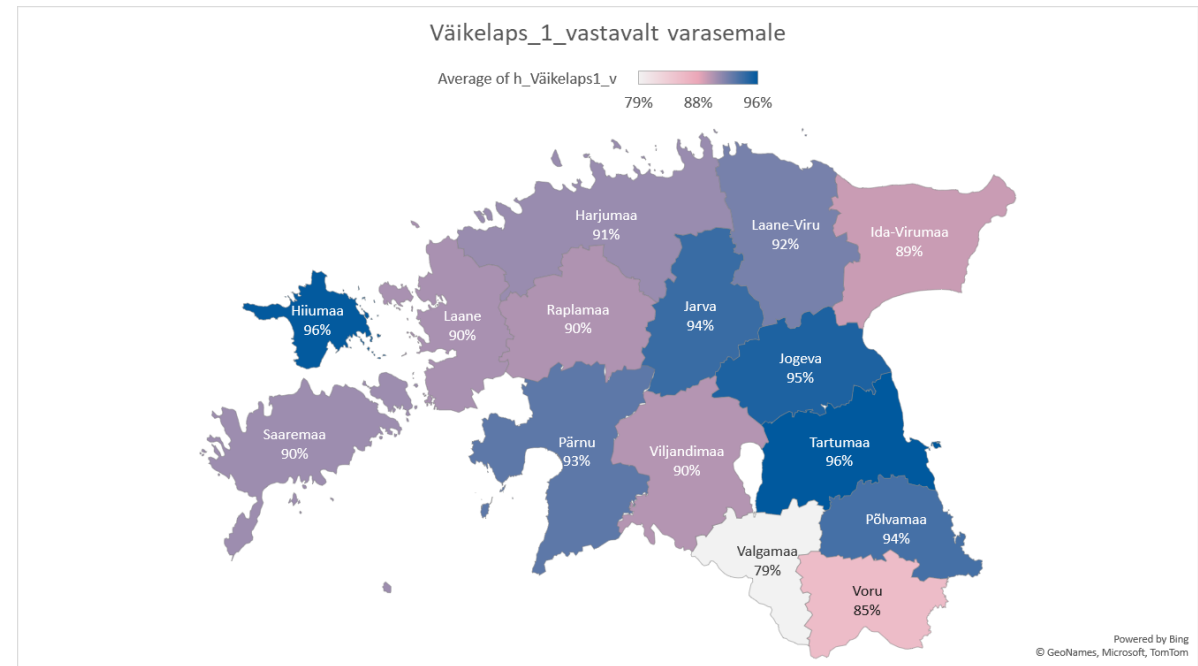 Väikelaps_1_vastavalt varasemale
Average of h_Väikelaps1_v
79% 88% 96%
Harjumaa
91%
Laane-Viru
92%
Ida-Virumaa
89%
Hiiumaa
96%
Laane
90%
Raplamaa
90%
Jarva
94%
Jogeva
95%
Saaremaa
90%
Pärnu
93%
Viljandimaa
90%
Tartumaa
96%
Põlvamaa
94%
Valgamaa
79%
Voru
85%
Powered by Bing
© GeoNames, Microsoft, TomTom